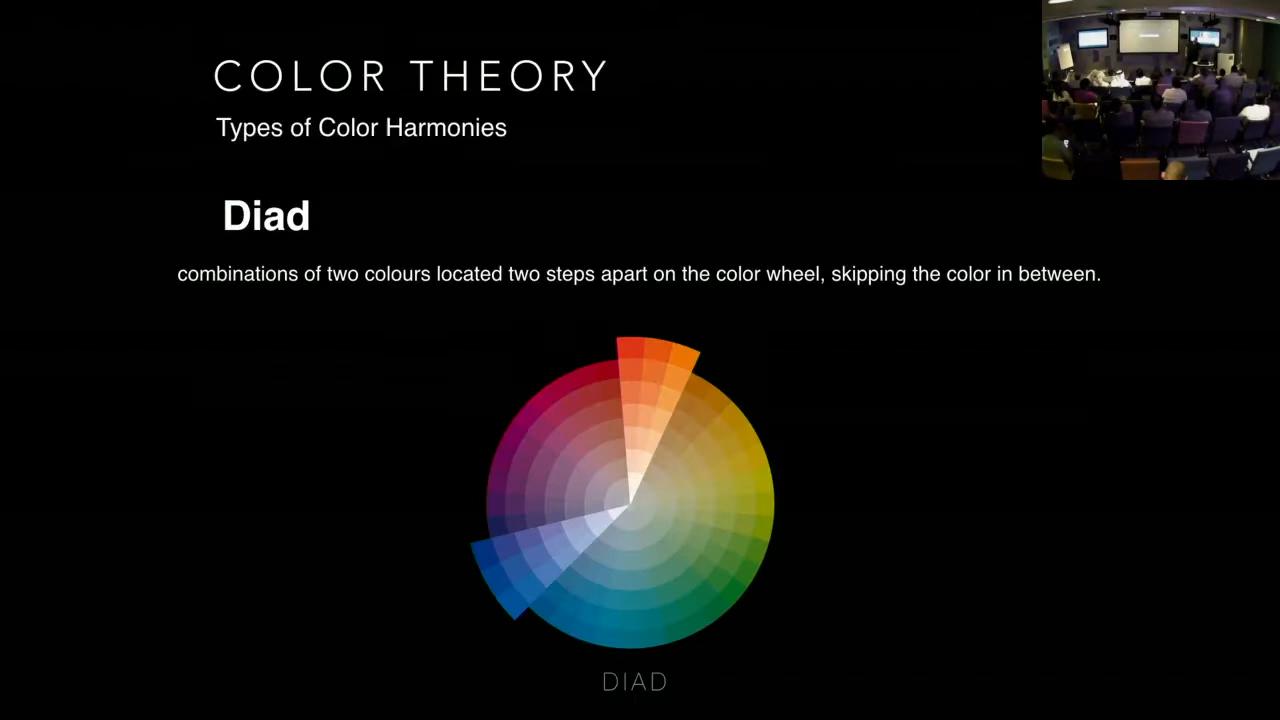 COLOR THEORY
Types of Color Harmonies
Diad
combinations of two colours located two steps apart on the color wheel, skipping the color in between.
DIAD